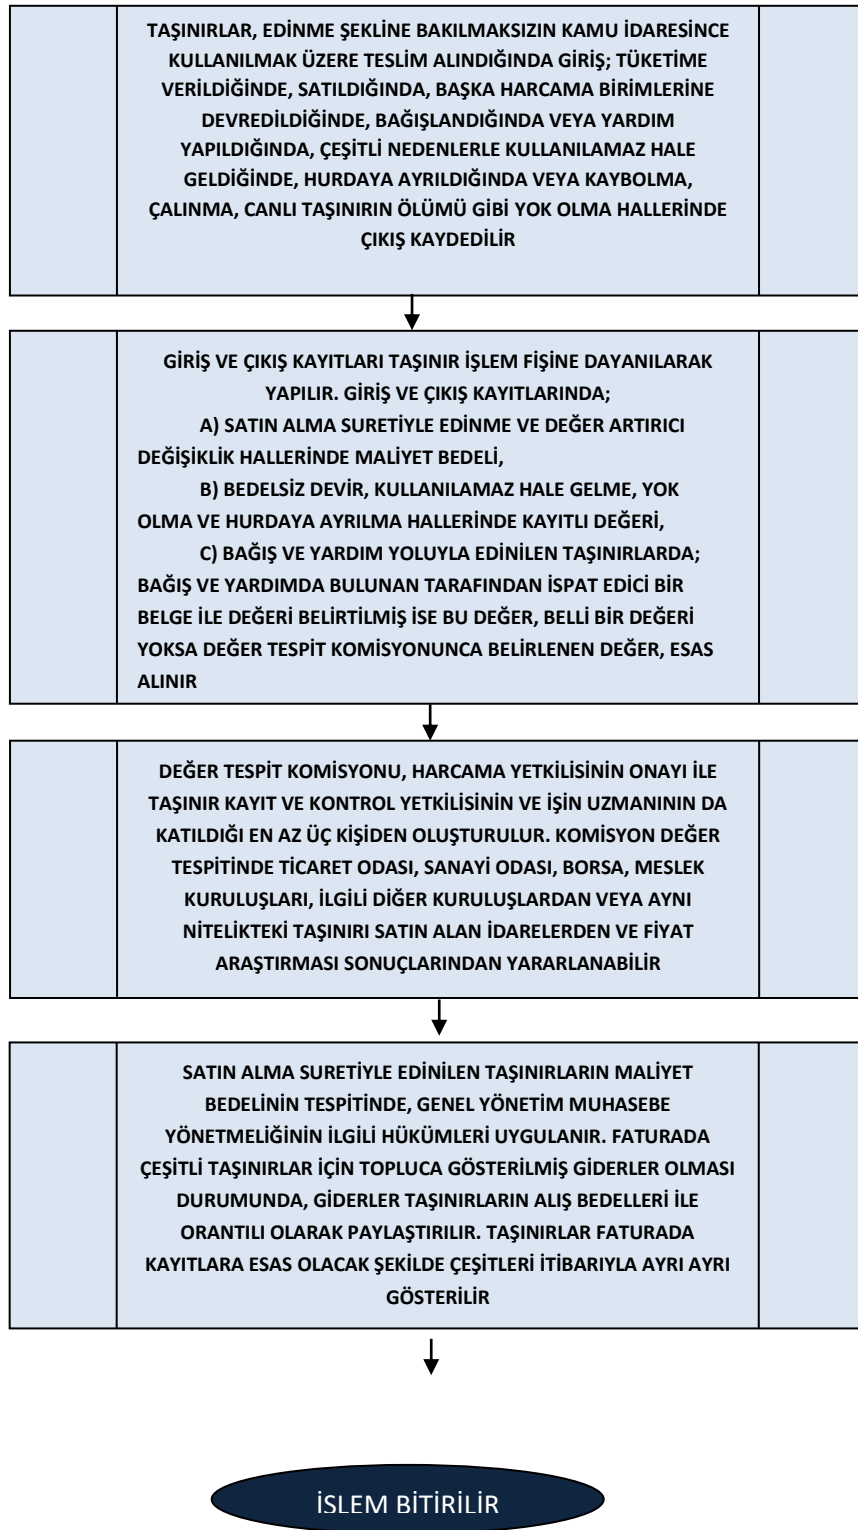 TAŞINIRLAR, EDİNME ŞEKLİNE BAKILMAKSIZIN KAMU İDARESİNCE
KULLANILMAK ÜZERE TESLİM ALINDIĞINDA GİRİŞ; TÜKETİME
VERİLDİĞİNDE, SATILDIĞINDA, BAŞKA HARCAMA BİRİMLERİNE
DEVREDİLDİĞİNDE, BAĞIŞLANDIĞINDA VEYA YARDIM
YAPILDIĞINDA, ÇEŞİTLİ NEDENLERLE KULLANILAMAZ HALE
GELDİĞİNDE, HURDAYA AYRILDIĞINDA VEYA KAYBOLMA,
ÇALINMA, CANLI TAŞINIRIN ÖLÜMÜ GİBİ YOK OLMA HALLERİNDE
ÇIKIŞ KAYDEDİLİR
GİRİŞ VE ÇIKIŞ KAYITLARI TAŞINIR İŞLEM FİŞİNE DAYANILARAK
YAPILIR. GİRİŞ VE ÇIKIŞ KAYITLARINDA;
A) SATIN ALMA SURETİYLE EDİNME VE DEĞER ARTIRICI
DEĞİŞİKLİK HALLERİNDE MALİYET BEDELİ,
B) BEDELSİZ DEVİR, KULLANILAMAZ HALE GELME, YOK
OLMA VE HURDAYA AYRILMA HALLERİNDE KAYITLI DEĞERİ,
C) BAĞIŞ VE YARDIM YOLUYLA EDİNİLEN TAŞINIRLARDA;
BAĞIŞ VE YARDIMDA BULUNAN TARAFINDAN İSPAT EDİCİ BİR
BELGE İLE DEĞERİ BELİRTİLMİŞ İSE BU DEĞER, BELLİ BİR DEĞERİ
YOKSA DEĞER TESPİT KOMİSYONUNCA BELİRLENEN DEĞER, ESAS
ALINIR
DEĞER TESPİT KOMİSYONU, HARCAMA YETKİLİSİNİN ONAYI İLE
TAŞINIR KAYIT VE KONTROL YETKİLİSİNİN VE İŞİN UZMANININ DA
KATILDIĞI EN AZ ÜÇ KİŞİDEN OLUŞTURULUR. KOMİSYON DEĞER
TESPİTİNDE TİCARET ODASI, SANAYİ ODASI, BORSA, MESLEK
KURULUŞLARI, İLGİLİ DİĞER KURULUŞLARDAN VEYA AYNI
NİTELİKTEKİ TAŞINIRI SATIN ALAN İDARELERDEN VE FİYAT
ARAŞTIRMASI SONUÇLARINDAN YARARLANABİLİR
SATIN ALMA SURETİYLE EDİNİLEN TAŞINIRLARIN MALİYET
BEDELİNİN TESPİTİNDE, GENEL YÖNETİM MUHASEBE
YÖNETMELİĞİNİN İLGİLİ HÜKÜMLERİ UYGULANIR. FATURADA
ÇEŞİTLİ TAŞINIRLAR İÇİN TOPLUCA GÖSTERİLMİŞ GİDERLER OLMASI
DURUMUNDA, GİDERLER TAŞINIRLARIN ALIŞ BEDELLERİ İLE
ORANTILI OLARAK PAYLAŞTIRILIR. TAŞINIRLAR FATURADA
KAYITLARA ESAS OLACAK ŞEKİLDE ÇEŞİTLERİ İTİBARIYLA AYRI AYRI
GÖSTERİLİR
İŞLEM BİTİRİLİR